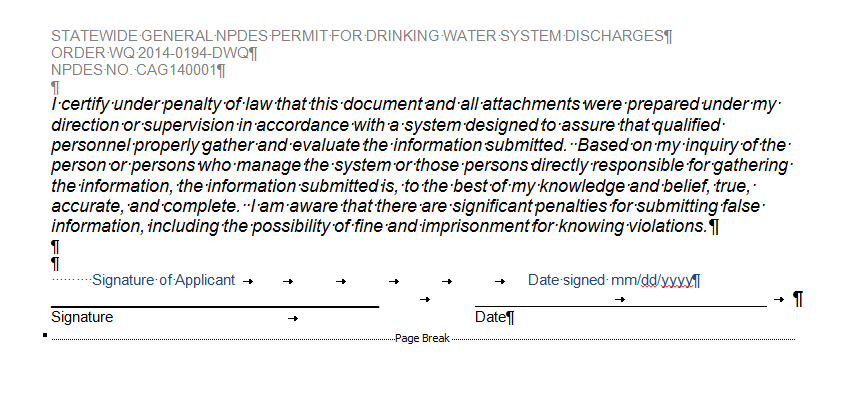 STATEWIDE GENERAL NPDES PERMIT FOR DRINKING WATER SYSTEM DISCHARGES¶
ORDER WQ 2014-0194-DWQ¶
NPDES NO. CAG140001¶
¶
I certify under penalty of law that this document and all attachments were prepared under my
direction or supervision in accordance with a system designed to assure that qualified
personnel properly gather and evaluate the information submitted.  Based on my inquiry of the
person or persons who manage the system or those persons directly responsible for gathering
the information, the information submitted is, to the best of my knowledge and belief, true,
accurate, and complete.  I am aware that there are significant penalties for submitting false
information, including the possibility of fine and imprisonment for knowing violations.¶
¶
¶
Signature of Applicant → → → → → → Date signed mm/dd/yyyy¶
→ → → ¶
Signature → Date¶
Page Break